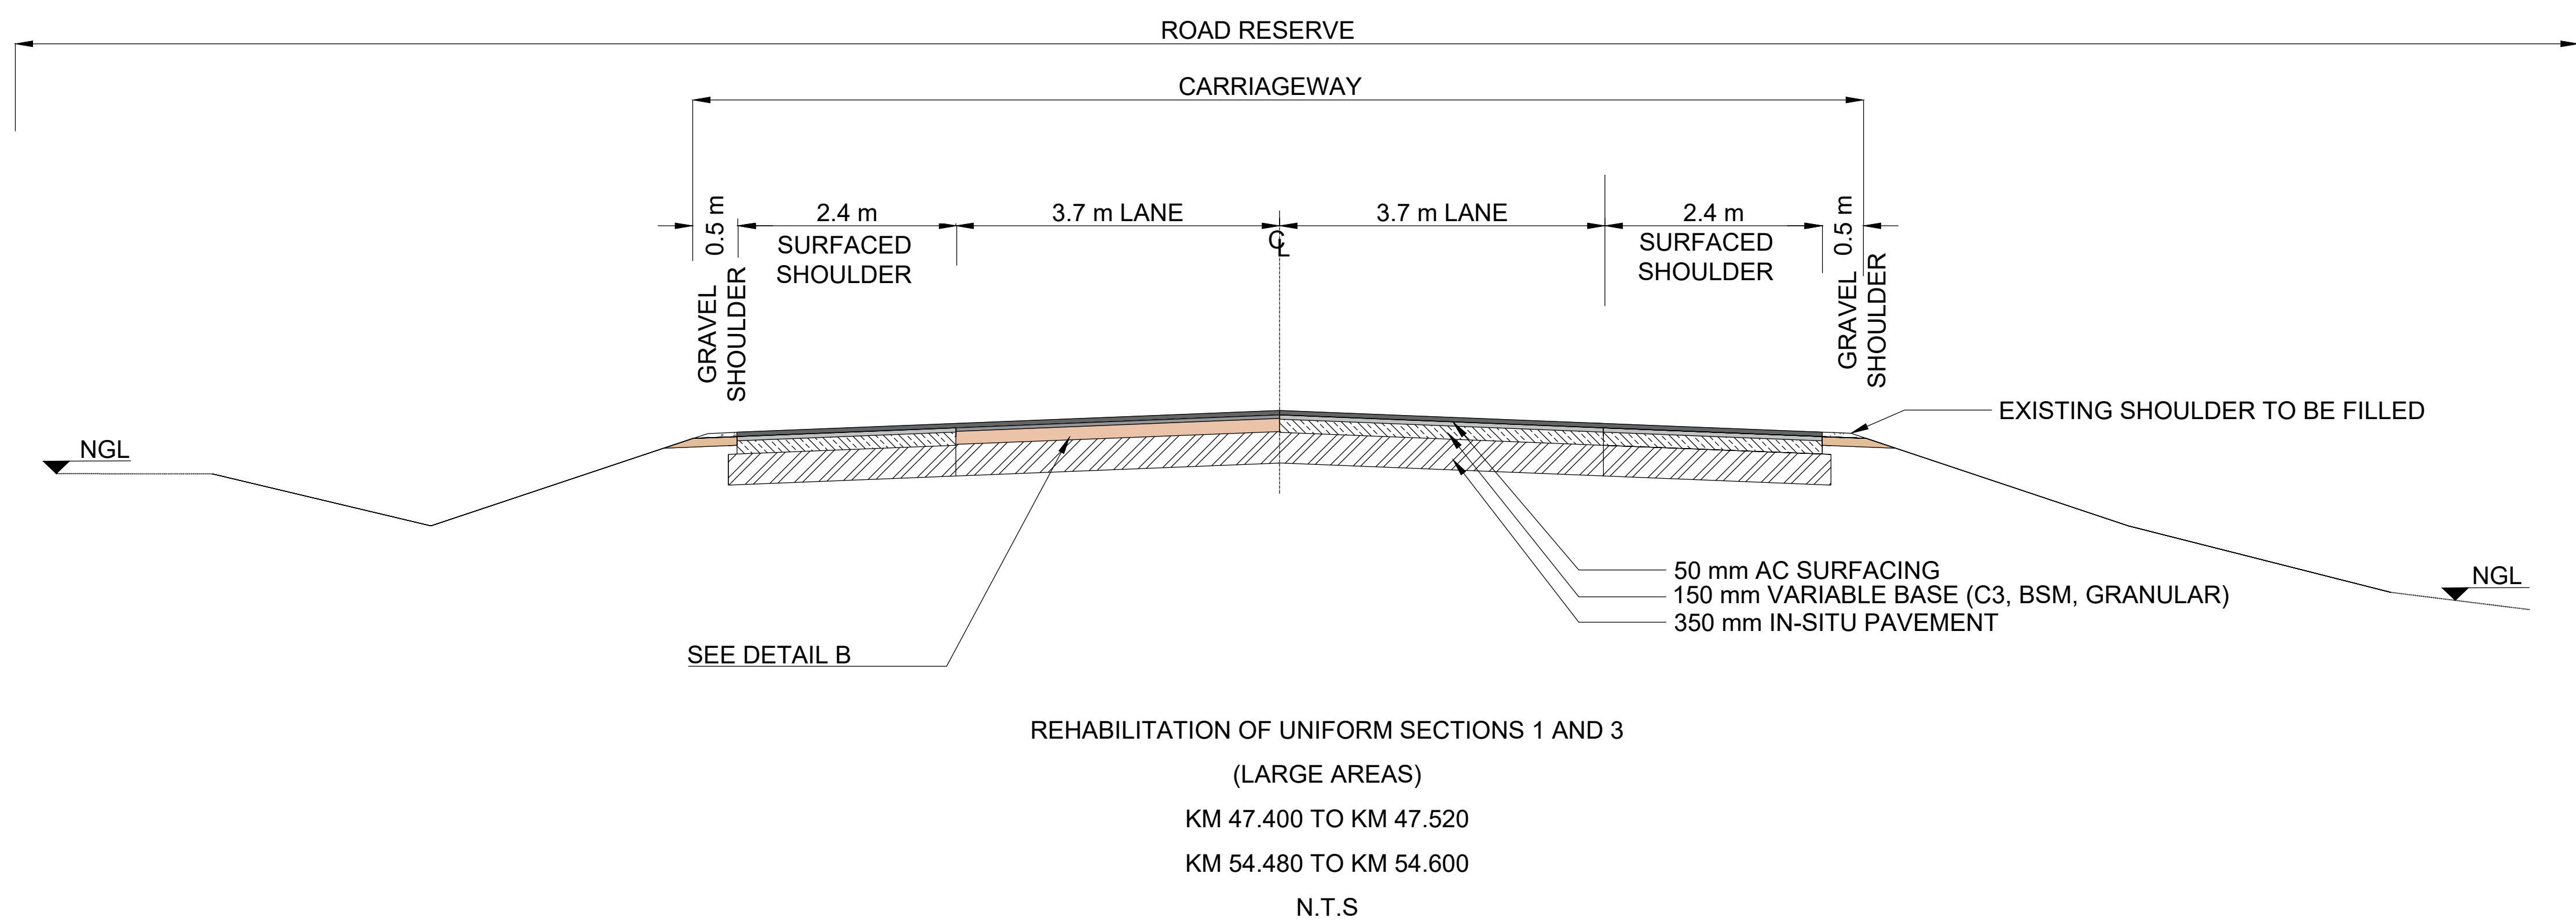 ROAD RESERVE
CARRIAGEWAY
0.5 m
GRAVEL
SHOULDER
2.4 m
SURFACED
SHOULDER
3.7 m LANE
CL
3.7 m LANE
2.4 m
SURFACED
SHOULDER
0.5 m
GRAVEL
SHOULDER
EXISTING SHOULDER TO BE FILLED
NGL
NGL
50 mm AC SURFACING
150 mm VARIABLE BASE (C3, BSM, GRANULAR)
350 mm IN-SITU PAVEMENT
SEE DETAIL B
REHABILITATION OF UNIFORM SECTIONS 1 AND 3
(LARGE AREAS)
KM 47.400 TO KM 47.520
KM 54.480 TO KM 54.600
N.T.S